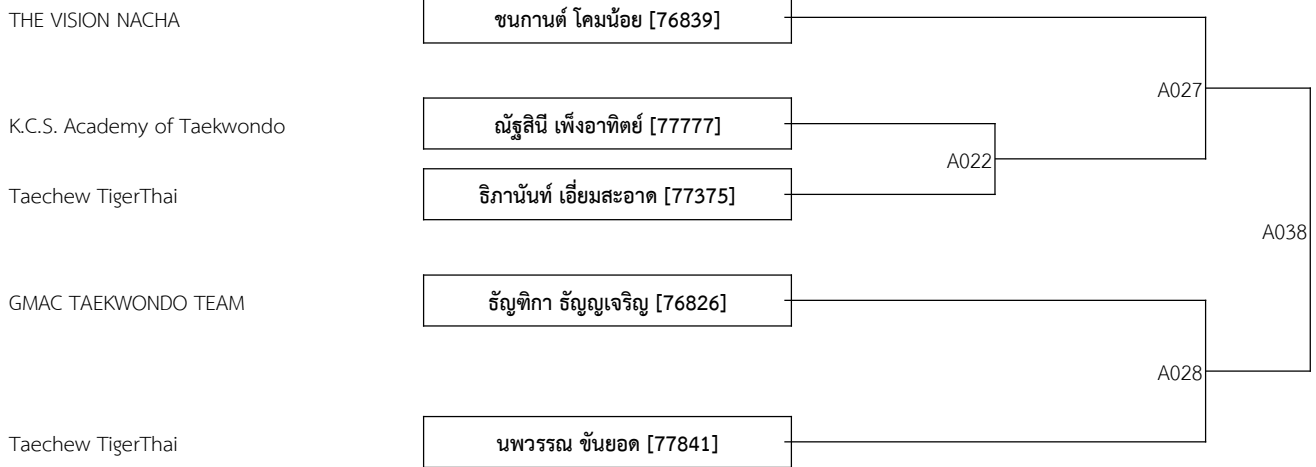 THE VISION NACHA ชนกานต์ โคมน้อย [76839]
A027
K.C.S. Academy of Taekwondo ณัฐสินี เพ็งอาทิตย์ [77777]
A022
Taechew TigerThai ธิภานันท์ เอี่ยมสะอาด [77375]
A038
GMAC TAEKWONDO TEAM ธัญฑิกา ธัญญเจริญ [76826]
A028
Taechew TigerThai นพวรรณ ขันยอด [77841]